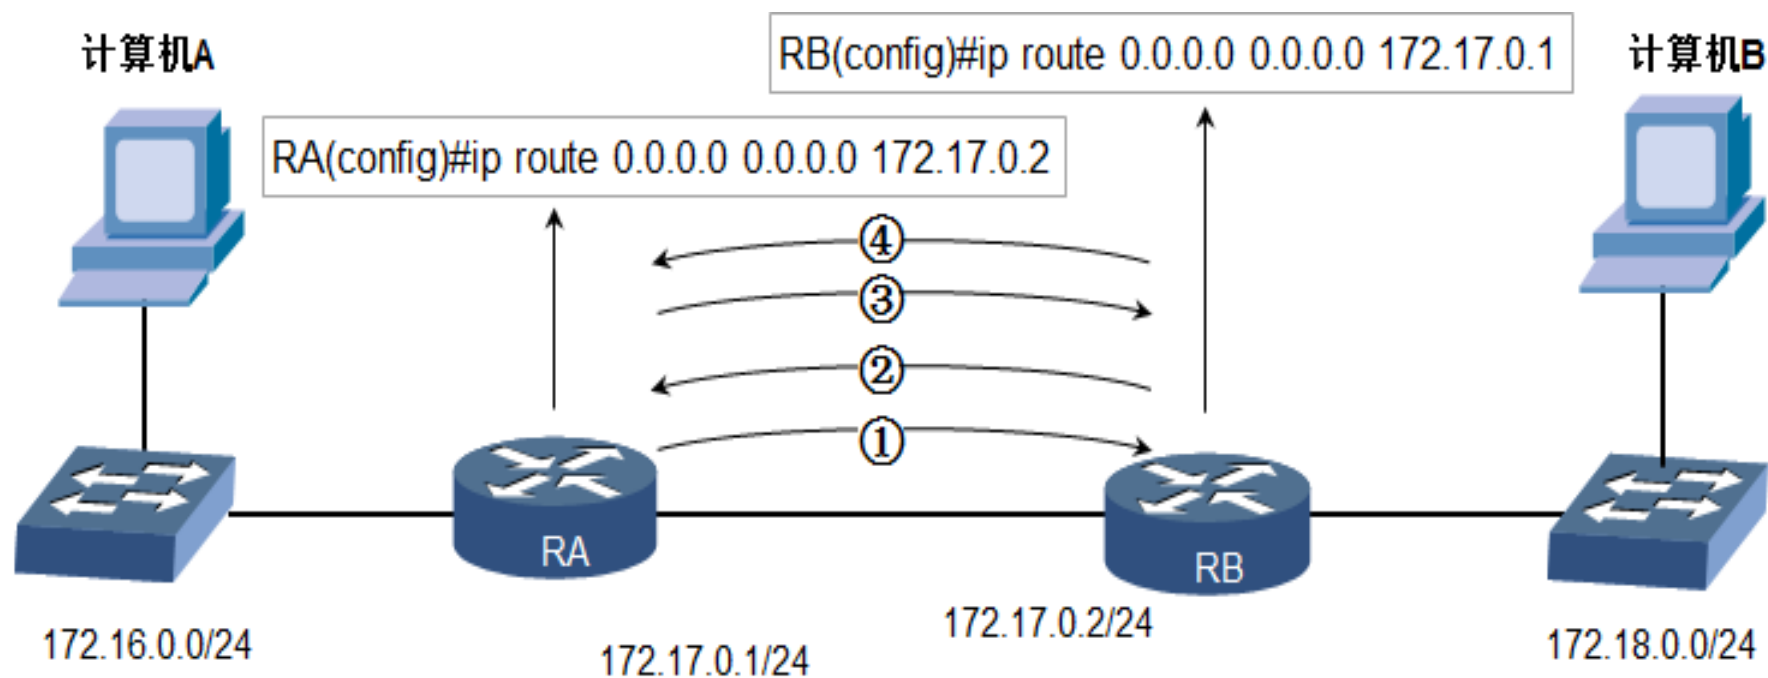 计算机A
RB(config)#ip route 0.0.0.0 0.0.0.0 172.17.0.1
计算机B
RA(config)#ip route 0.0.0.0 0.0.0.0 172.17.0.2
④
③
②
①
RA
RB
172.16.0.0/24
172.17.0.1/24
172.17.0.2/24
172.18.0.0/24